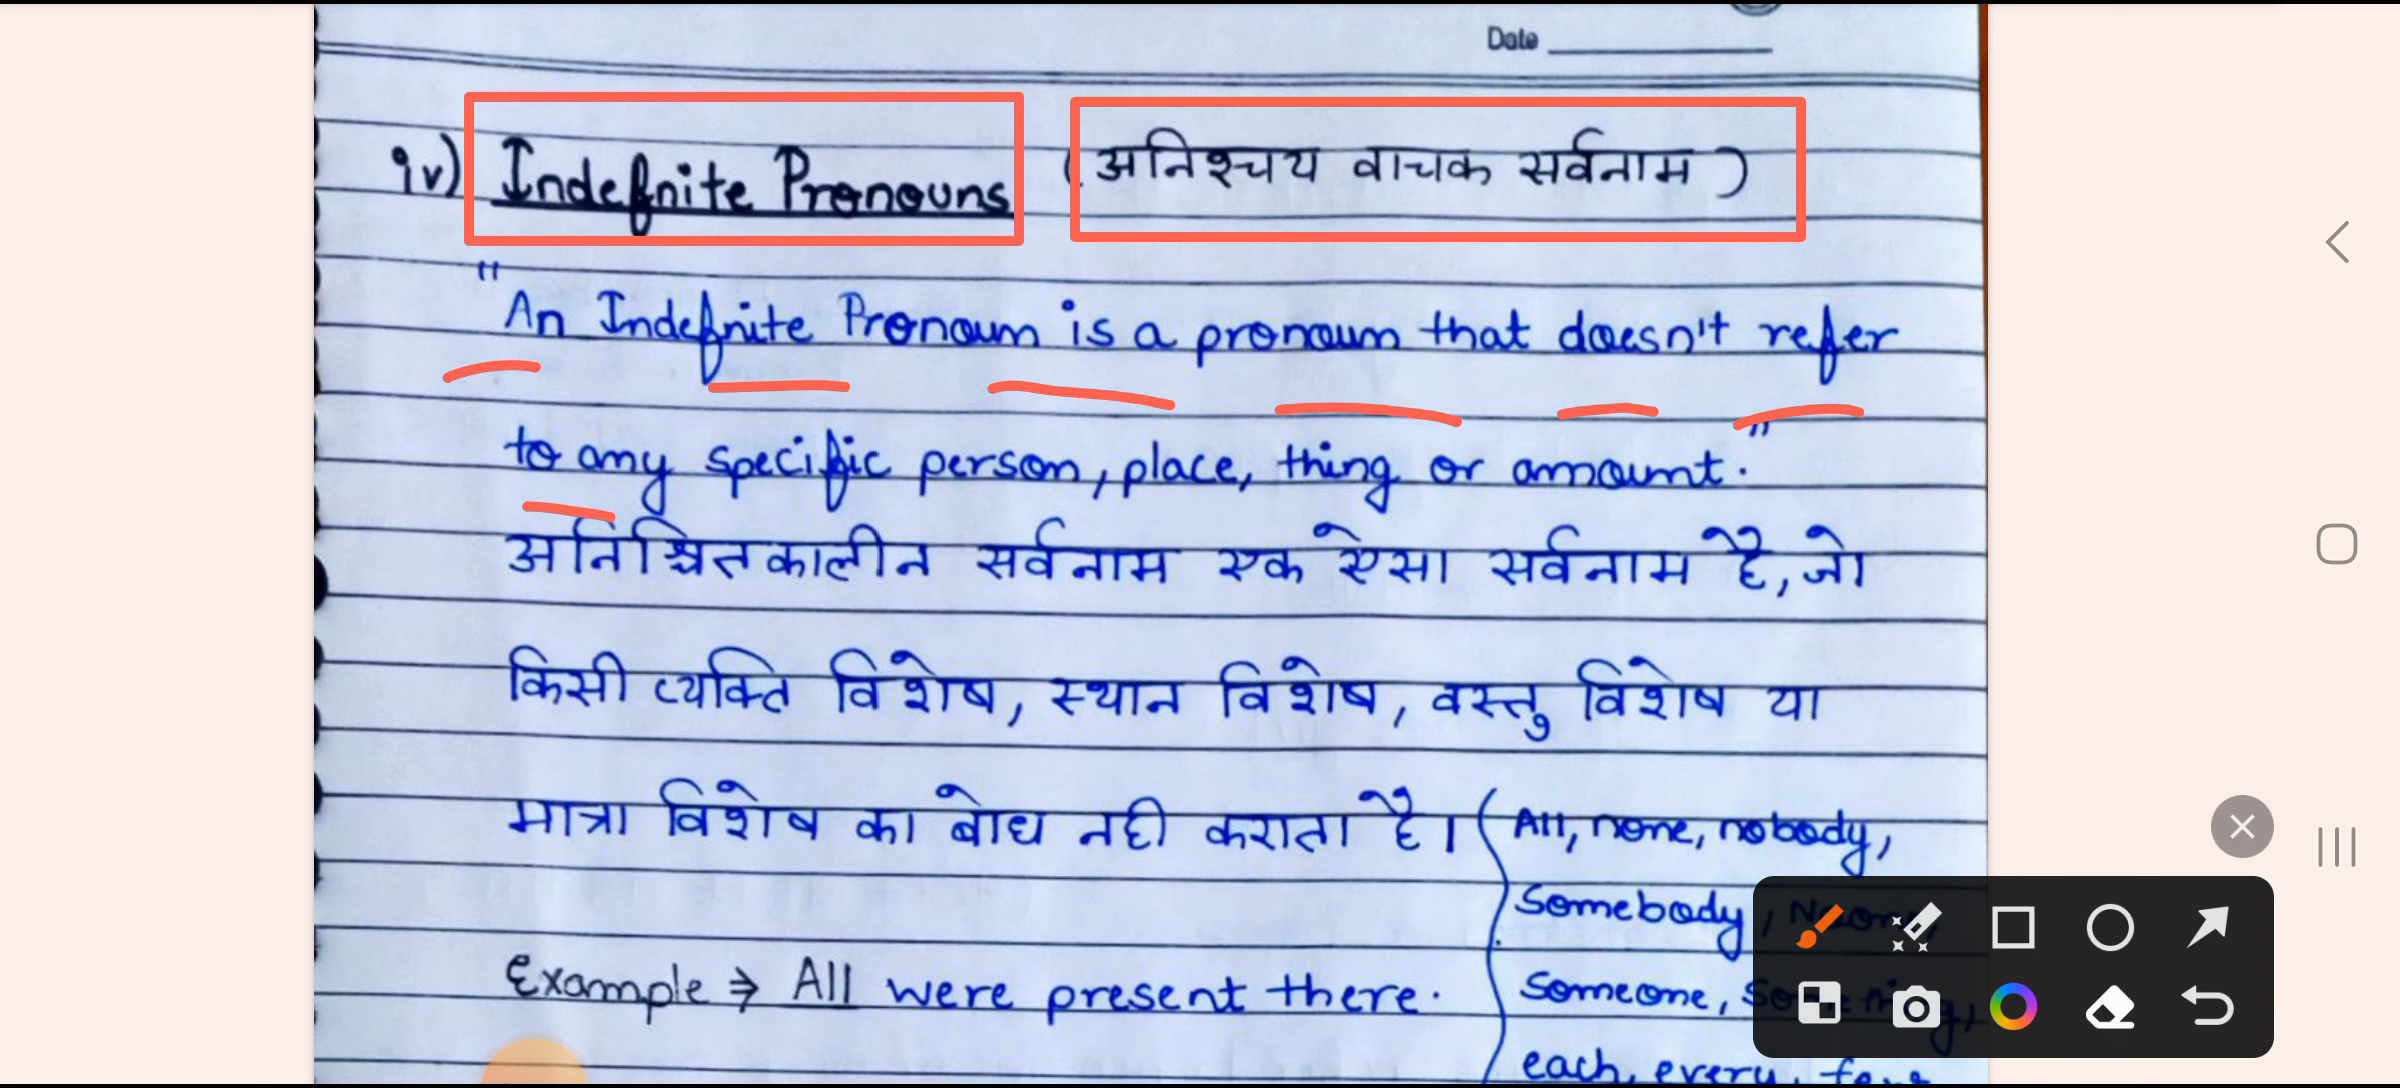 Date
iv) Indefinite Pronouns (अनिश्चय वाचक सर्वनाम)
"An Indefinite Pronoun is a pronoun that doesn't refer
to any specific person, place, thing or amount."
अनिश्चितकालीन सर्वनाम एक ऐसा सर्वनाम है, जो
किसी व्यक्ति विशेष, स्थान विशेष, वस्तु विशेष या
मात्रा विशेष का बोध नही कराता है। (All, none, nobody,
Somebody,
Example ⇒ All were present there. Someone,
each, every,